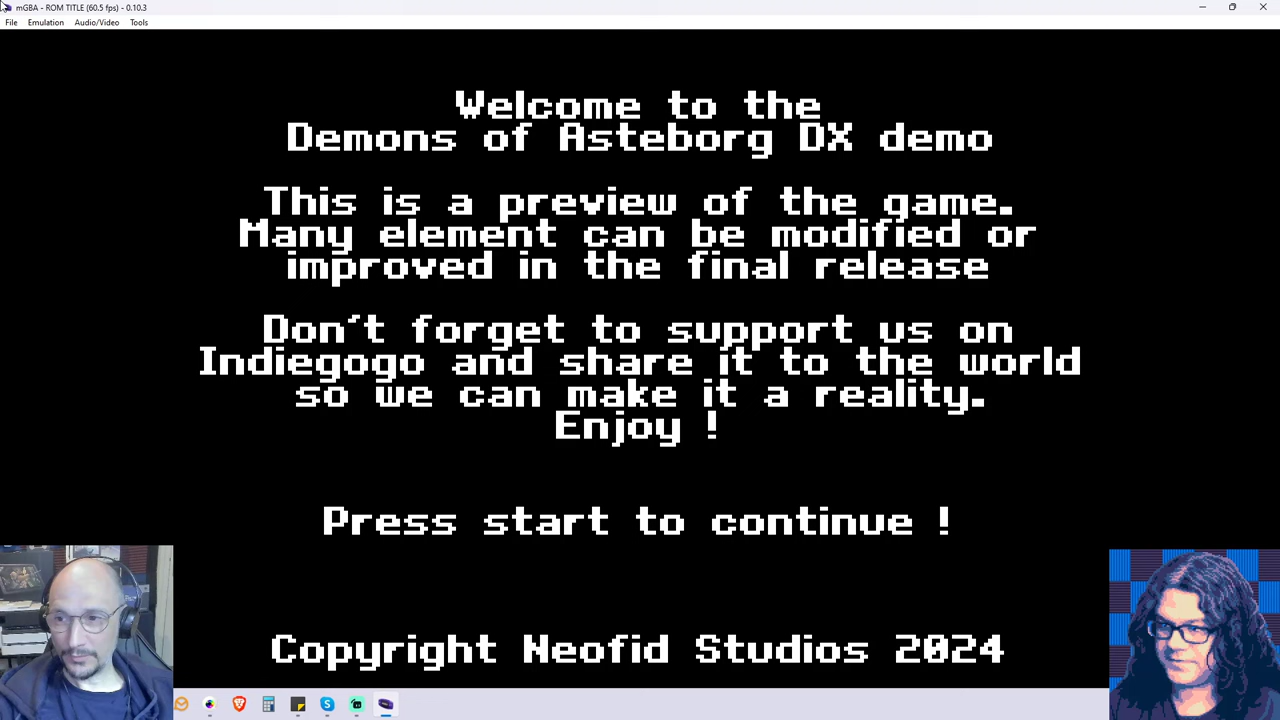 mGBA - ROM TITLE (60.5 fps) - 0.10.3
File Emulation Audio/Video Tools
Welcome to the
Demons of Asteborg DX demo
This is a preview of the game.
Many element can be modified or
improved in the final release
Don't forget to support us on
Indiegogo and share it to the world
so we can make it a reality.
Enjoy !
Press start to continue !
Copyright Neofid Studios 2024